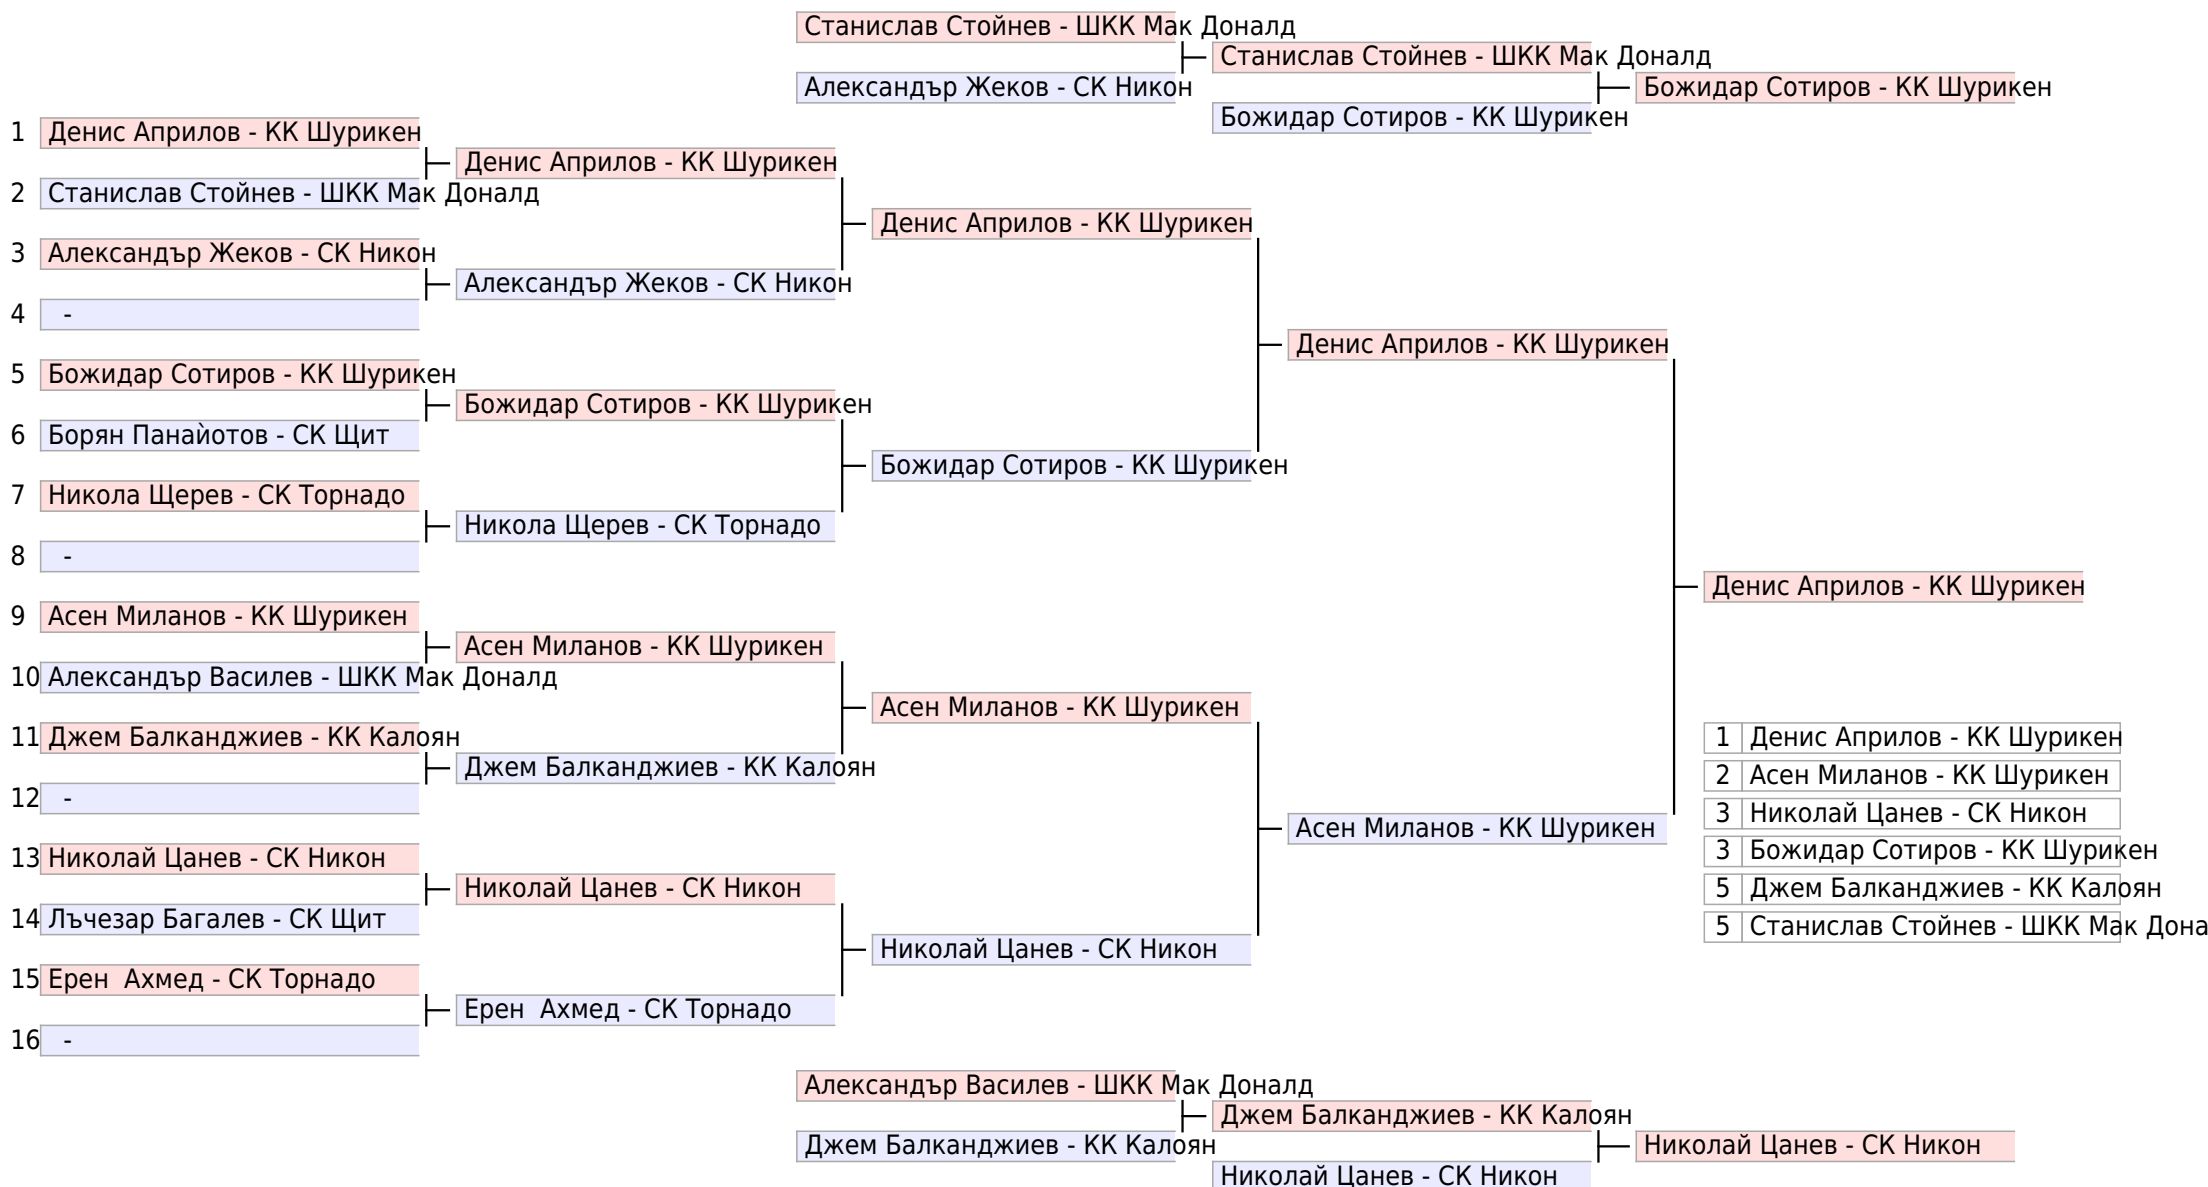 Станислав Стойнев - ШКК Мак Доналд
Станислав Стойнев - ШКК Мак Доналд
Александър Жеков - СК Никон
Божидар Сотиров - КК Шурикен
Божидар Сотиров - КК Шурикен
1 Денис Априлов - КК Шурикен
Денис Априлов - КК Шурикен
2 Станислав Стойнев - ШКК Мак Доналд
Денис Априлов - КК Шурикен
3 Александър Жеков - СК Никон
Александър Жеков - СК Никон
4 -
Денис Априлов - КК Шурикен
5 Божидар Сотиров - КК Шурикен
Божидар Сотиров - КК Шурикен
6 Борян Панаѝотов - СК Щит
Божидар Сотиров - КК Шурикен
7 Никола Щерев - СК Торнадо
Никола Щерев - СК Торнадо
8 -
Денис Априлов - КК Шурикен
9 Асен Миланов - КК Шурикен
Асен Миланов - КК Шурикен
10 Александър Василев - ШКК Мак Доналд
Асен Миланов - КК Шурикен
11 Джем Балканджиев - КК Калоян
Джем Балканджиев - КК Калоян
12 -
Асен Миланов - КК Шурикен
13 Николай Цанев - СК Никон
Николай Цанев - СК Никон
14 Лъчезар Багалев - СК Щит
Николай Цанев - СК Никон
15 Ерен  Ахмед - СК Торнадо
Ерен  Ахмед - СК Торнадо
16 -
1 Денис Априлов - КК Шурикен
2 Асен Миланов - КК Шурикен
3 Николай Цанев - СК Никон
3 Божидар Сотиров - КК Шурикен
5 Джем Балканджиев - КК Калоян
5 Станислав Стойнев - ШКК Мак Дона
Александър Василев - ШКК Мак Доналд
Джем Балканджиев - КК Калоян
Джем Балканджиев - КК Калоян
Николай Цанев - СК Никон
Николай Цанев - СК Никон